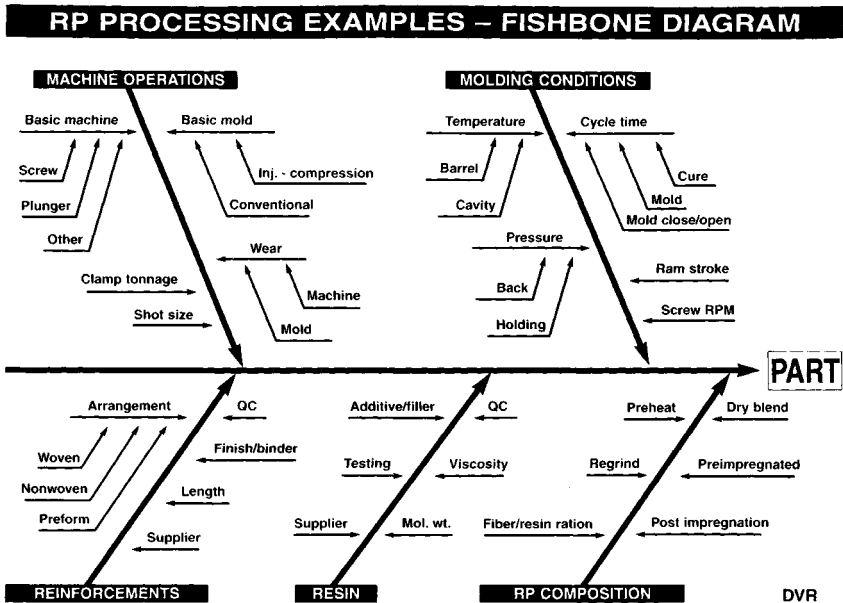 RP PROCESSING EXAMPLES – FISHBONE DIAGRAM
MACHINE OPERATIONS
Basic machine
Basic mold
Screw
Plunger
Other
Inj. - compression
Conventional
Wear
Clamp tonnage
Machine
Shot size
Mold
MOLDING CONDITIONS
Temperature
Cycle time
Barrel
Cavity
Cure
Mold
Mold close/open
Pressure
Back
Holding
Ram stroke
Screw RPM
PART
Arrangement
QC
Woven
Nonwoven
Preform
Finish/binder
Length
Supplier
REINFORCEMENTS
Additive/filler
QC
Testing
Viscosity
Supplier
Mol. wt.
RESIN
Preheat
Dry blend
Regrind
Preimpregnated
Fiber/resin ration
Post impregnation
RP COMPOSITION
DVR